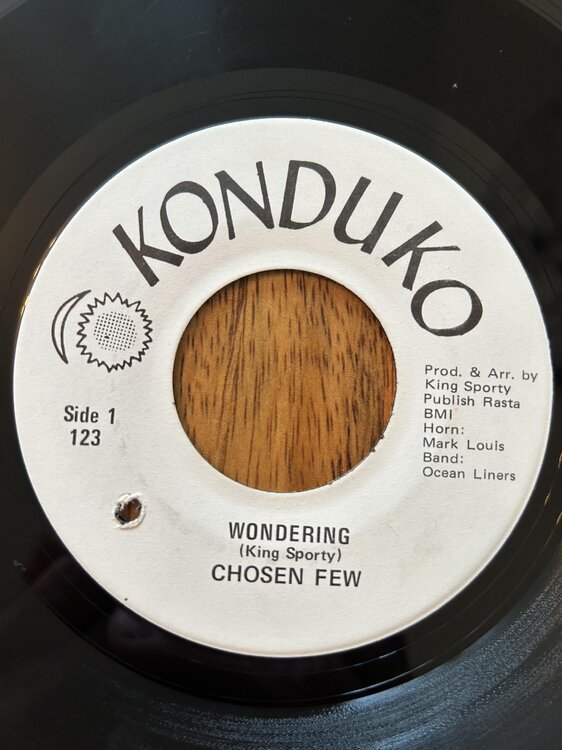 KONDUKO
Side 1
123
Prod. & Arr. by
King Sporty
Publish Rasta
BMI
Horn:
Mark Louis
Band:
Ocean Liners
WONDERING
(King Sporty)
CHOSEN FEW